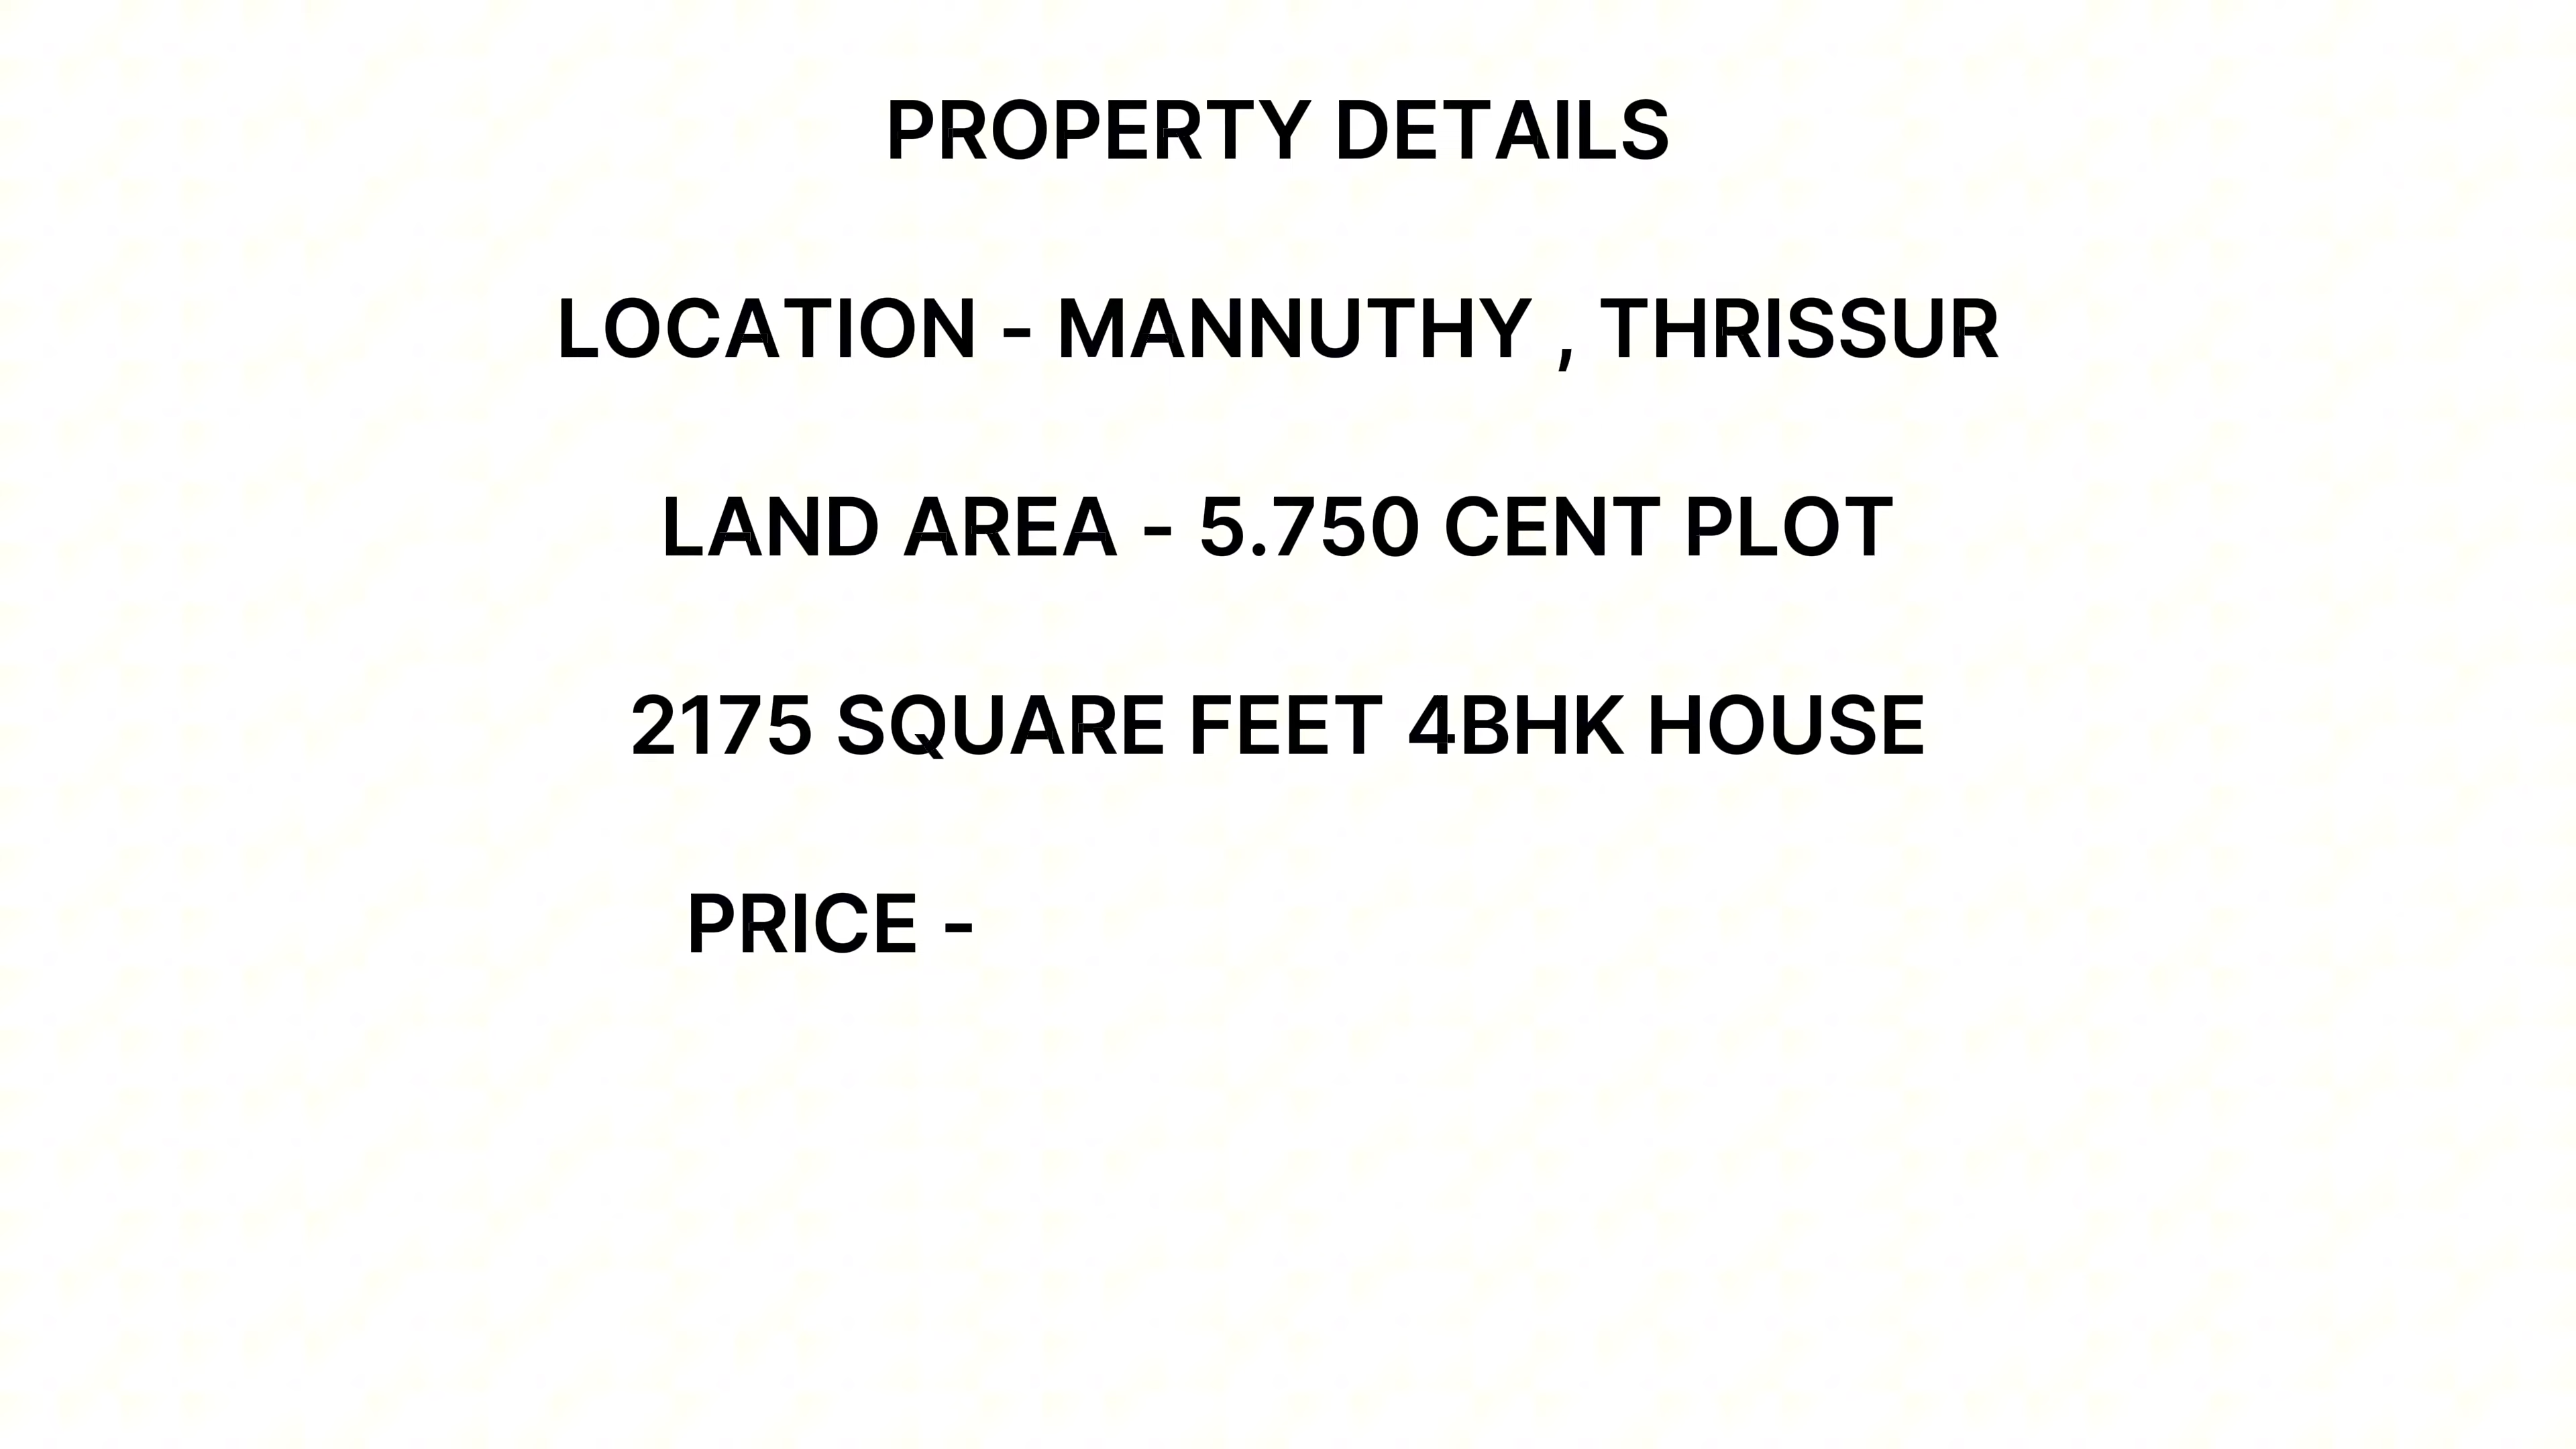 PROPERTY DETAILS
LOCATION - MANNUTHY , THRISSUR
LAND AREA - 5.750 CENT PLOT
2175 SQUARE FEET 4BHK HOUSE
PRICE -